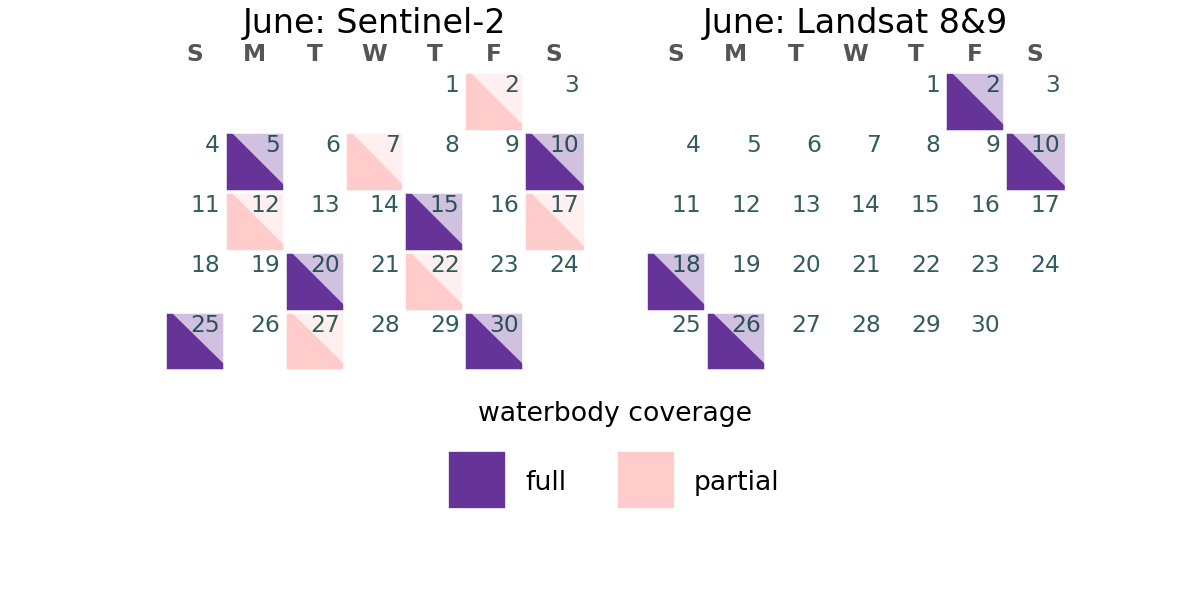 June: Sentinel-2
S M T W T F S
1 2 3
4 5 6 7 8 9 10
11 12 13 14 15 16 17
18 19 20 21 22 23 24
25 26 27 28 29 30
June: Landsat 8&9
S M T W T F S
1 2 3
4 5 6 7 8 9 10
11 12 13 14 15 16 17
18 19 20 21 22 23 24
25 26 27 28 29 30
waterbody coverage
full
partial